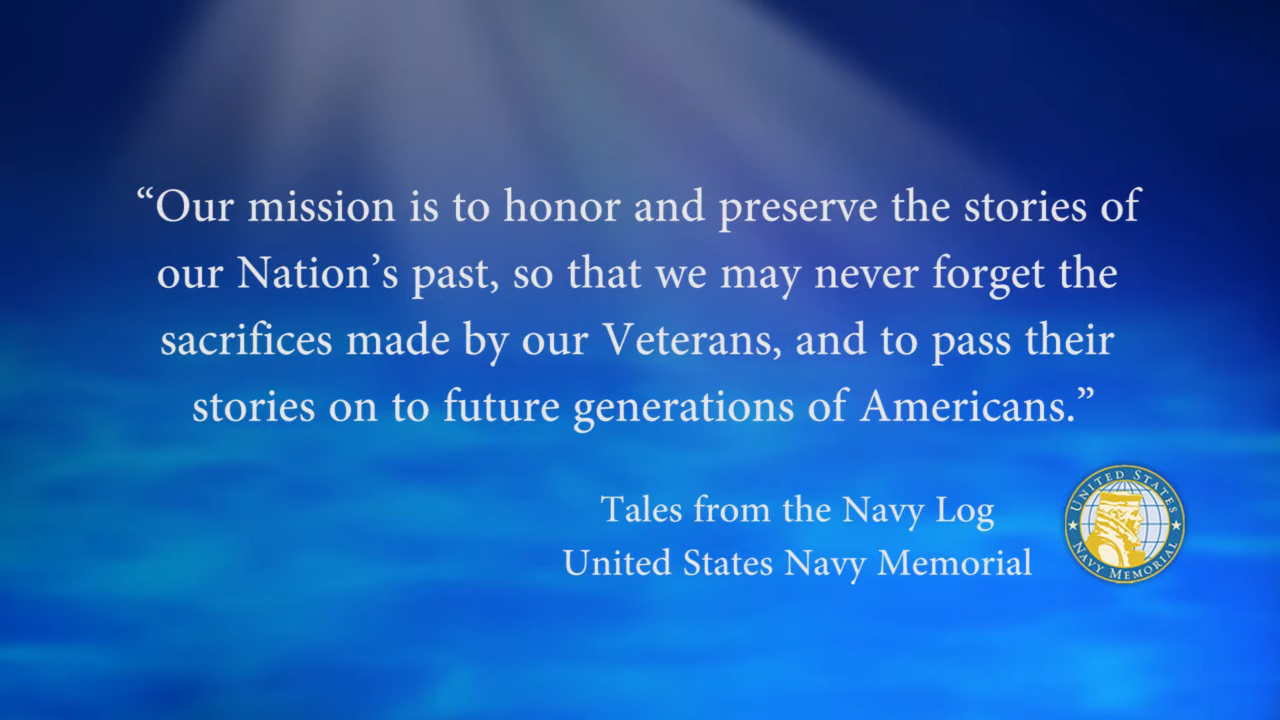 “Our mission is to honor and preserve the stories of
our Nation’s past, so that we may never forget the
sacrifices made by our Veterans, and to pass their
stories on to future generations of Americans.”
Tales from the Navy Log
United States Navy Memorial
UNITED STATES
NAVY MEMORIAL